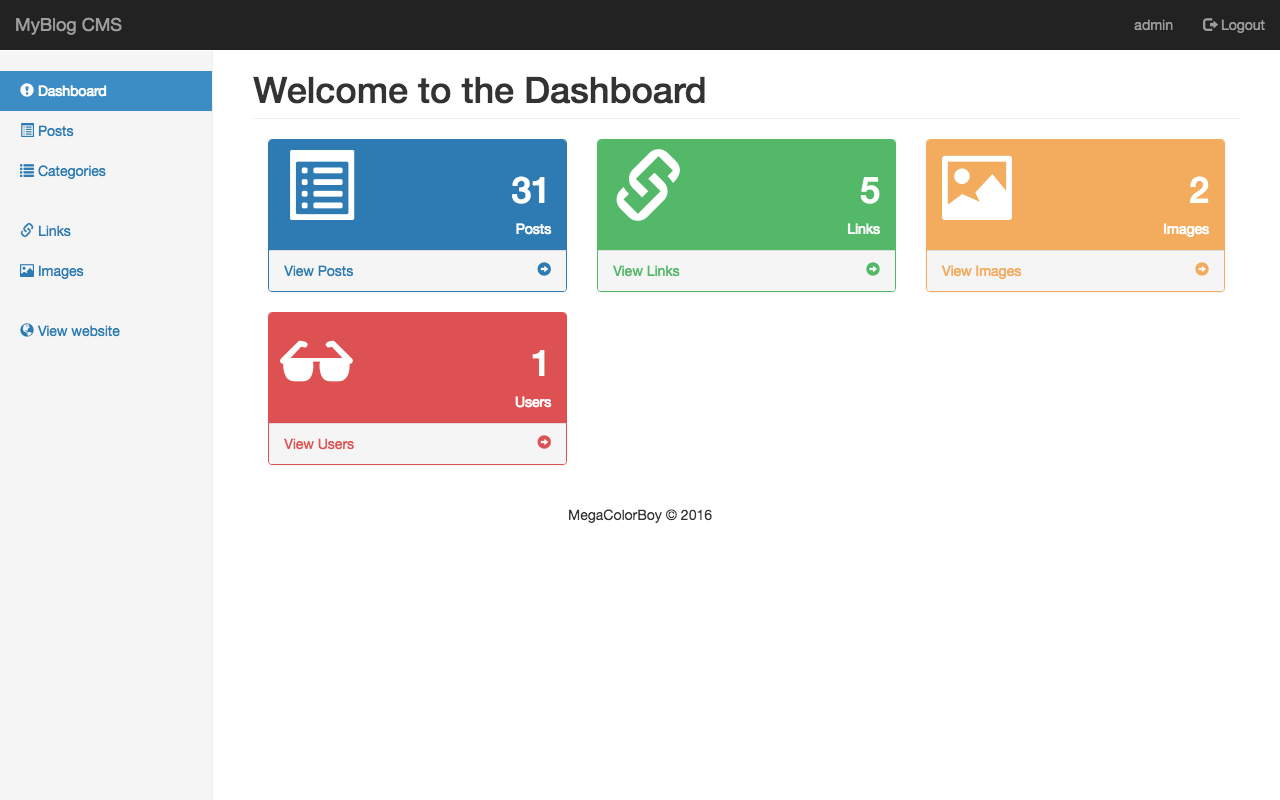 MyBlog CMS
admin
Logout
Dashboard
Posts
Categories
Links
Images
View website
Welcome to the Dashboard
31
Posts
View Posts
5
Links
View Links
2
Images
View Images
1
Users
View Users
MegaColorBoy © 2016